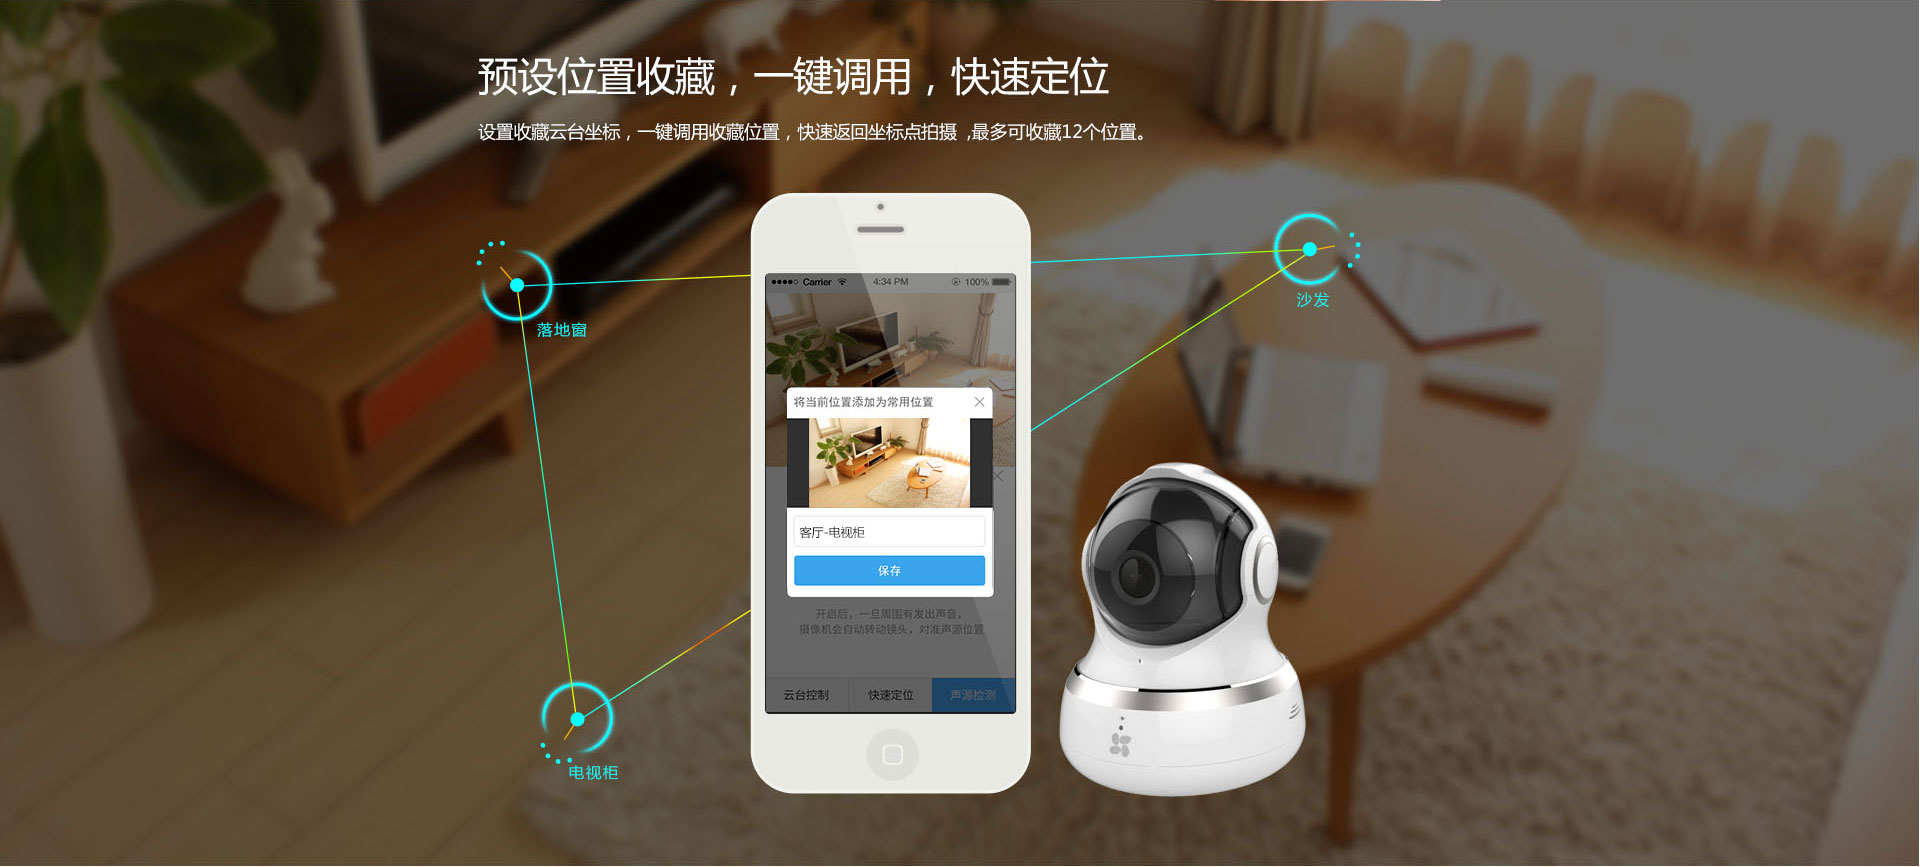 预设位置收藏，一键调用，快速定位
设置收藏云台坐标，一键调用收藏位置，快速返回坐标点拍摄 ,最多可收藏12个位置。
Carrier 4:34 PM 100%
沙发
落地窗
将当前位置添加为常用位置
客厅-电视柜
保存
开启后，一旦周围有发出声音，
摄像机会自动转动镜头，对准声源位置
云台控制 快速定位 声源检测
电视柜